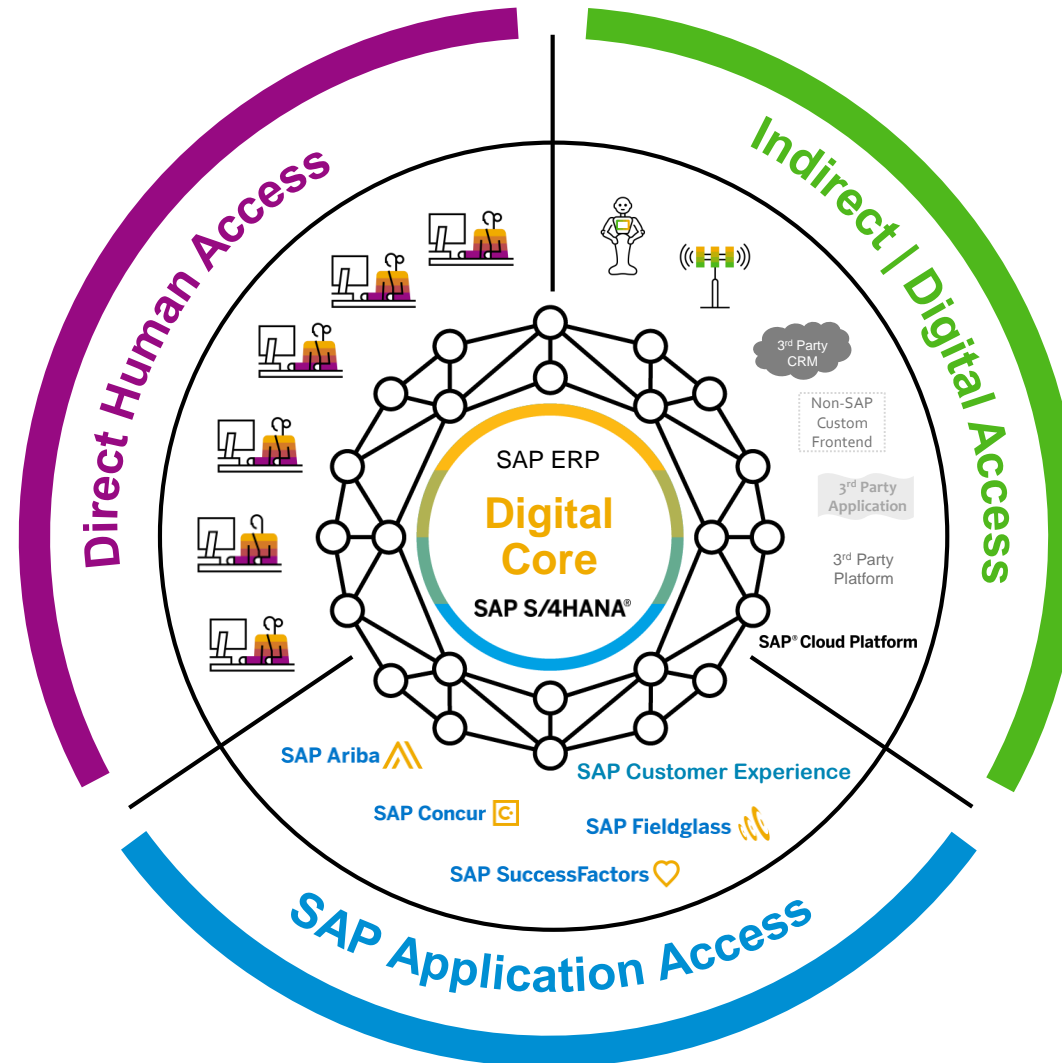 Direct Human Access
Indirect | Digital Access
3rd Party
CRM
Non-SAP
Custom
Frontend
3rd Party
Application
3rd Party
Platform
SAP® Cloud Platform
SAP ERP
Digital
Core
SAP S/4HANA®
SAP Ariba
SAP Customer Experience
SAP Concur
SAP Fieldglass
SAP SuccessFactors
SAP Application Access